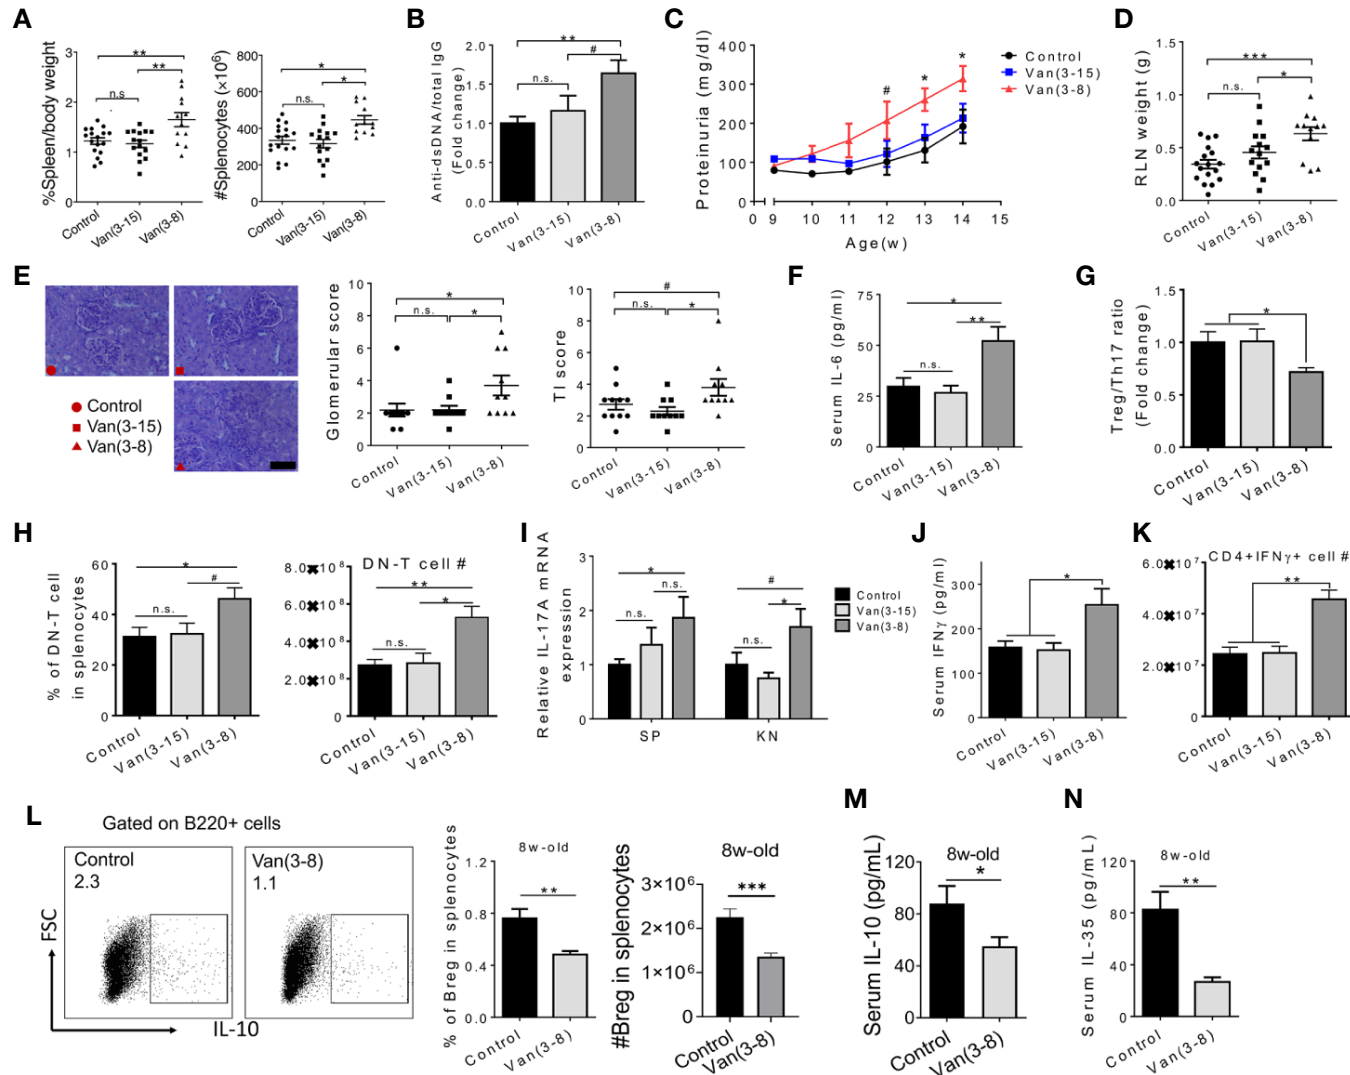 A
%Spleen/body weight
3
2
1
0
**
**
n.s
Control
Van(3-15)
Van(3-8)
#Splenocytes (×10⁶)
800
600
400
200
0
*
*
n.s.
Control
Van(3-15)
Van(3-8)
B
Anti-dsDNA/total IgG
(Fold change)
2.0
1.5
1.0
0.5
0.0
**
#
n.s.
Control
Van(3-15)
Van(3-8)
C
Proteinuria (mg/dl)
400
300
200
100
0
#
*
*
0 9 10 11 12 13 14 15
Age(w)
Control
Van(3-15)
Van(3-8)
D
RLN weight (g)
1.5
1.0
0.5
0.0
***
*
n.s.
Control
Van(3-15)
Van(3-8)
E
Control
Van(3-15)
Van(3-8)
Glomerular score
10
8
6
4
2
0
*
n.s.
*
Control
Van(3-15)
Van(3-8)
TI score
10
8
6
4
2
0
#
n.s.
*
Control
Van(3-15)
Van(3-8)
F
Serum IL-6 (pg/ml)
75
50
25
0
*
**
n.s.
Control
Van(3-15)
Van(3-8)
G
Treg/Th17 ratio
(Fold change)
1.5
1.0
0.5
0.0
*
Control
Van(3-15)
Van(3-8)
H
% of DN-T cell
in splenocytes
60
40
20
0
*
#
n.s.
Control
Van(3-15)
Van(3-8)
DN-T cell #
8.0✖10⁸
6.0✖10⁸
4.0✖10⁸
2.0✖10⁸
0
**
*
n.s.
Control
Van(3-15)
Van(3-8)
I
Relative IL-17A mRNA
expression
3
2
1
0
*
n.s.
n.s.
#
*
n.s.
SP KN
Control
Van(3-15)
Van(3-8)
J
Serum IFNγ (pg/ml)
300
150
0
*
Control
Van(3-15)
Van(3-8)
K
CD4+IFNγ+ cell #
6.0✖10⁷
4.0✖10⁷
2.0✖10⁷
0
**
Control
Van(3-15)
Van(3-8)
L
Gated on B220+ cells
Control
2.3
Van(3-8)
1.1
FSC
IL-10
% of Breg in splenocytes
8w-old
1.2
0.8
0.4
0.0
**
Control
Van(3-8)
#Breg in splenocytes
8w-old
3×10⁶
2×10⁶
1×10⁶
0
***
Control
Van(3-8)
M
Serum IL-10 (pg/mL)
8w-old
120
80
40
0
*
Control
Van(3-8)
N
Serum IL-35 (pg/mL)
8w-old
120
80
40
0
**
Control
Van(3-8)